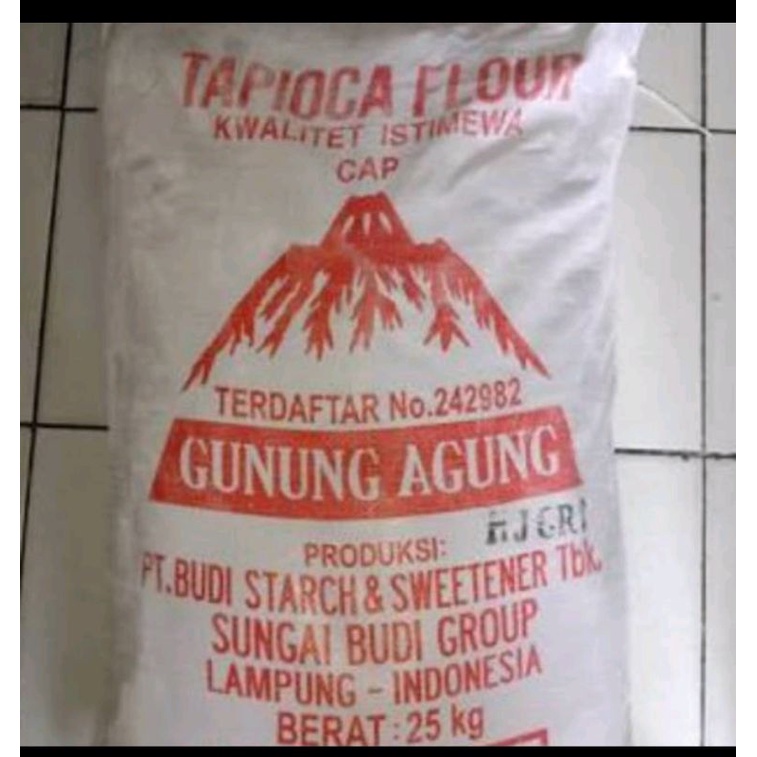 TAPIOCA FLOUR
KWALITET ISTIMEWA
CAP
TERDAFTAR No.242982
GUNUNG AGUNG
PRODUKSI:
PT.BUDI STARCH & SWEETENER Tbk.
SUNGAI BUDI GROUP
LAMPUNG - INDONESIA
BERAT : 25 kg